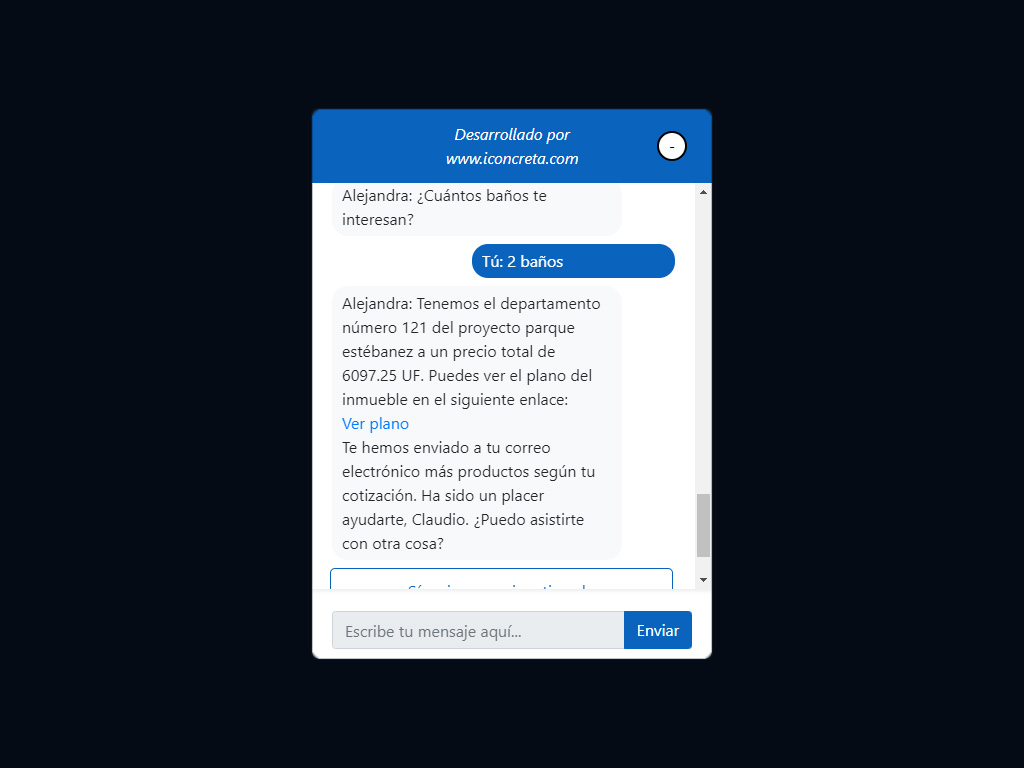 Desarrollado por
www.iconcreta.com
-
Alejandra: ¿Cuántos baños te
interesan?
Tú: 2 baños
Alejandra: Tenemos el departamento
número 121 del proyecto parque
estébanez a un precio total de
6097.25 UF. Puedes ver el plano del
inmueble en el siguiente enlace:
Ver plano
Te hemos enviado a tu correo
electrónico más productos según tu
cotización. Ha sido un placer
ayudarte, Claudio. ¿Puedo asistirte
con otra cosa?
Escribe tu mensaje aquí...
Enviar